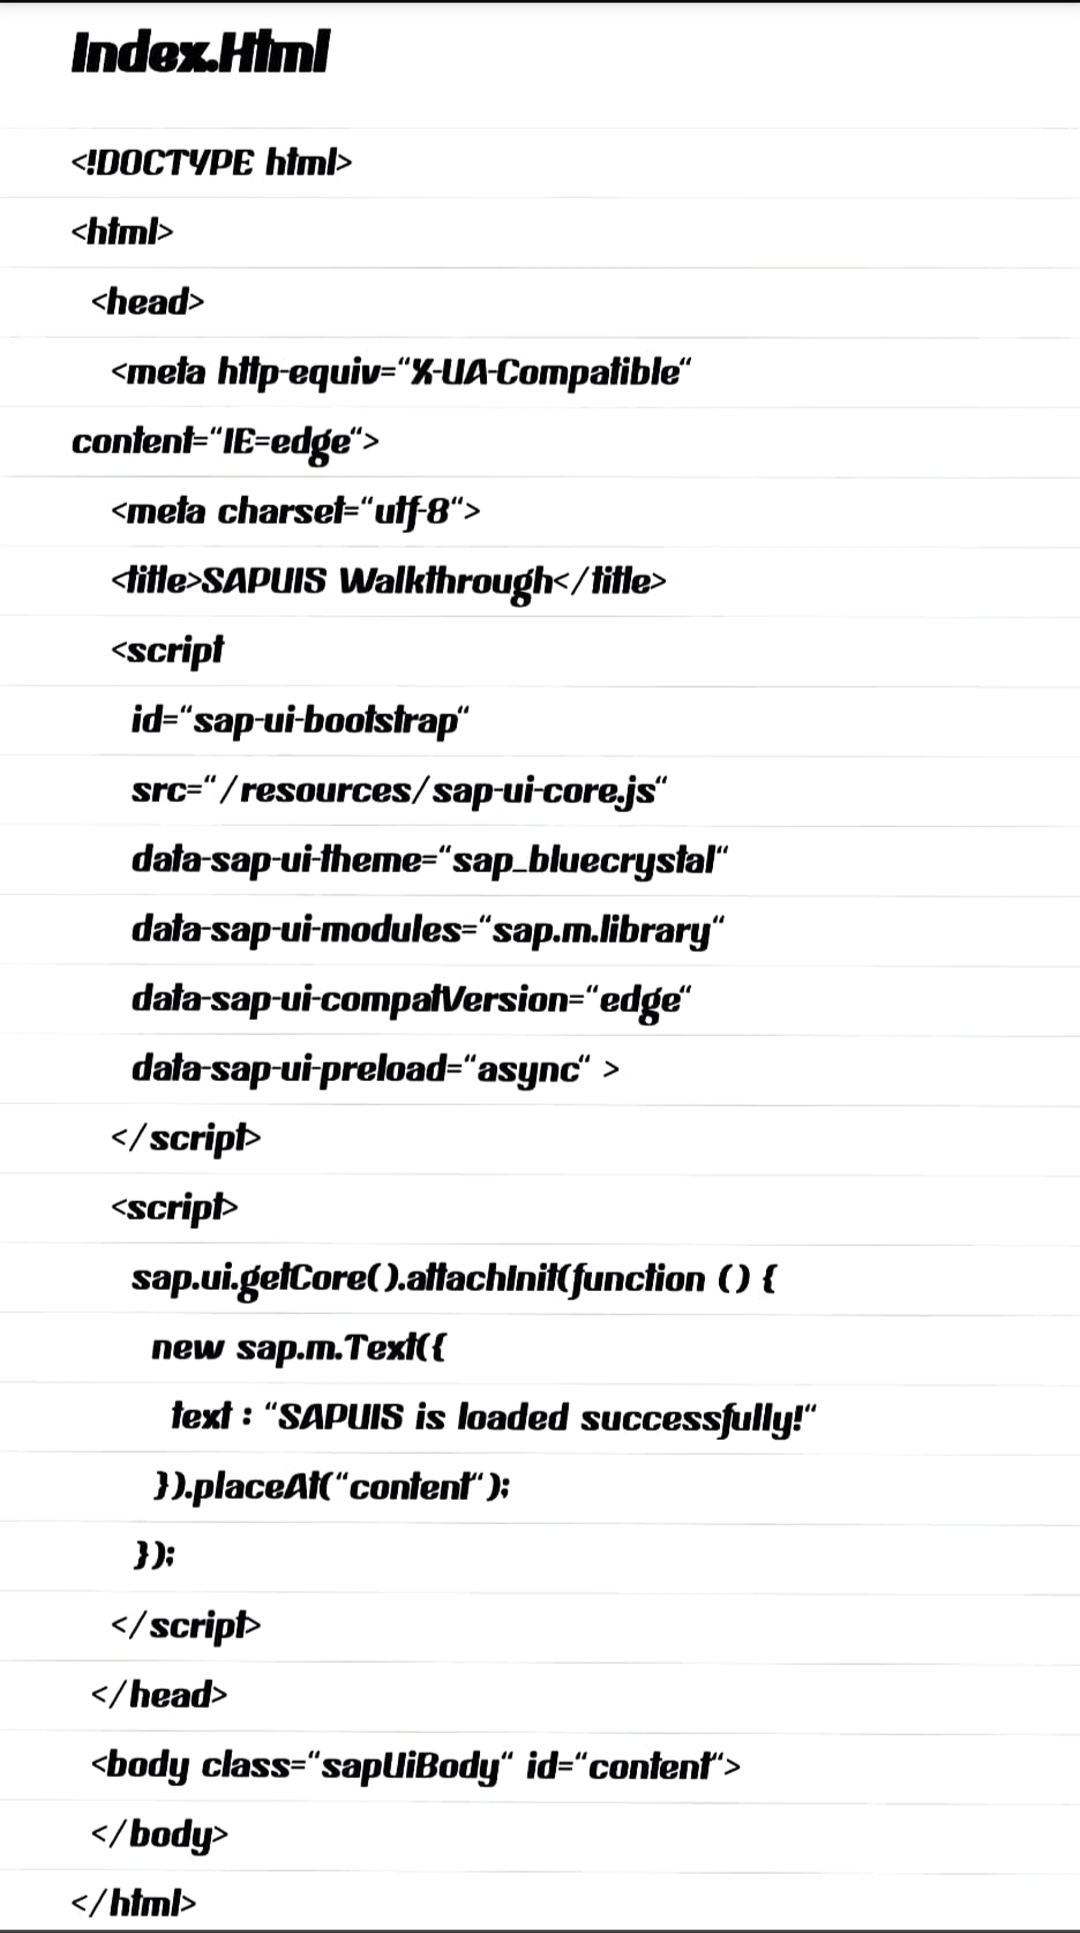 Index.Html
<!DOCTYPE html>
<html>
<head>
<meta http-equiv="X-UA-Compatible"
content="IE=edge">
<meta charset="utf-8">
<title>SAPUIS Walkthrough</title>
<script
id="sap-ui-bootstrap"
src="/resources/sap-ui-core.js"
data-sap-ui-theme="sap_bluecrystal"
data-sap-ui-modules="sap.m.library"
data-sap-ui-compatVersion="edge"
data-sap-ui-preload="async" >
</script>
<script>
sap.ui.getCore().attachInit(function () {
new sap.m.Text({
text : "SAPUIS is loaded successfully!"
}).placeAt("content");
});
</script>
</head>
<body class="sapUiBody" id="content">
</body>
</html>